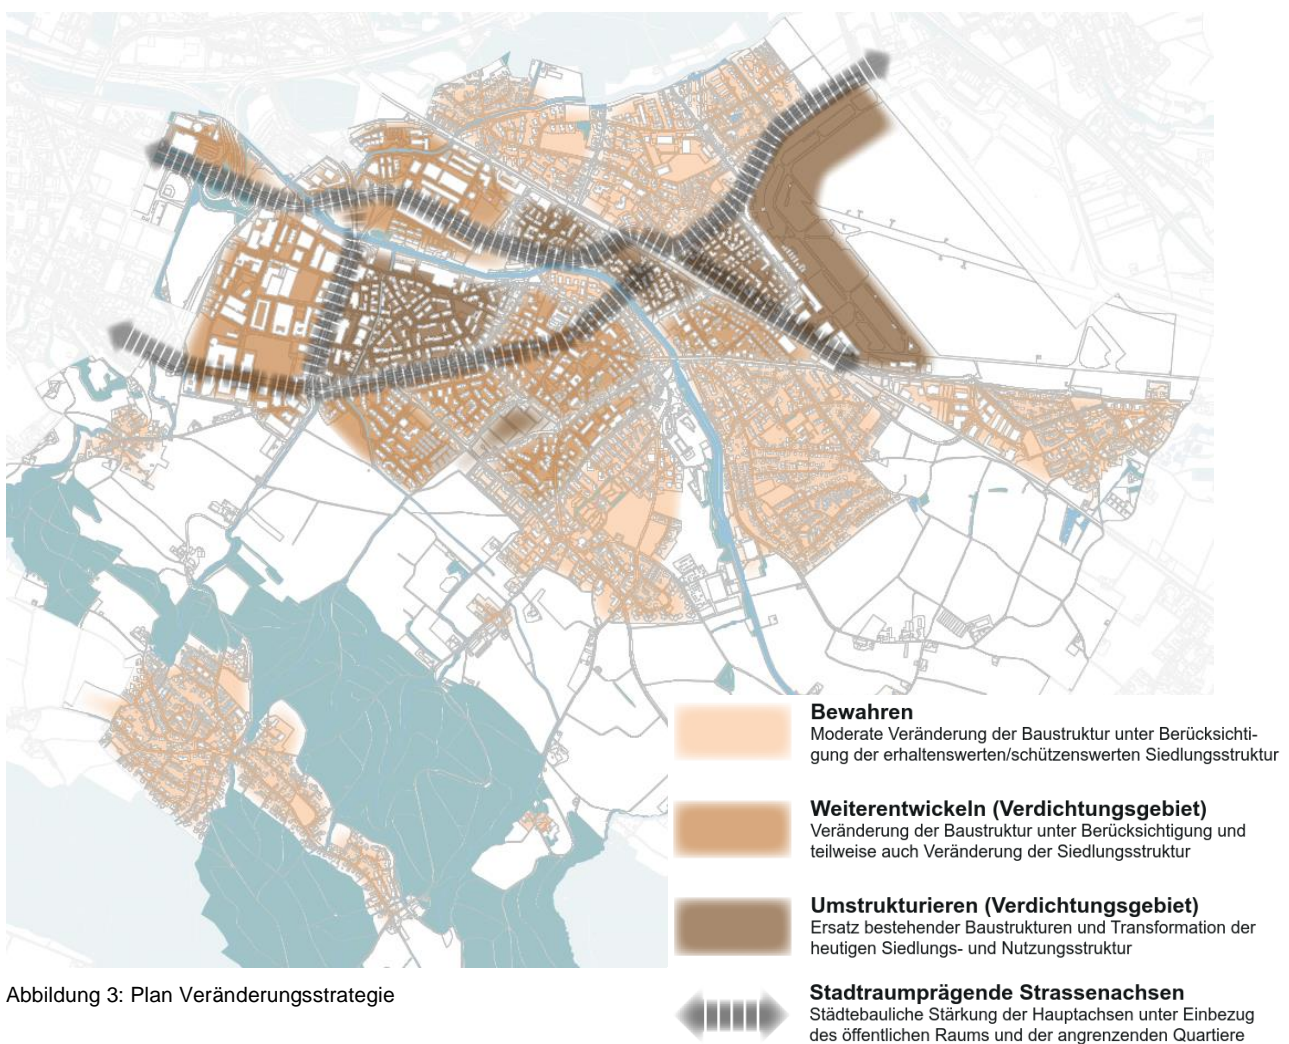 Bewahren
Moderate Veränderung der Baustruktur unter Berücksichti-
gung der erhaltenswerten/schützenswerten Siedlungsstruktur
Weiterentwickeln (Verdichtungsgebiet)
Veränderung der Baustruktur unter Berücksichtigung und
teilweise auch Veränderung der Siedlungsstruktur
Umstrukturieren (Verdichtungsgebiet)
Ersatz bestehender Baustrukturen und Transformation der
heutigen Siedlungs- und Nutzungsstruktur
Abbildung 3: Plan Veränderungsstrategie
Stadtraumprägende Strassenachsen
Städtebauliche Stärkung der Hauptachsen unter Einbezug
des öffentlichen Raums und der angrenzenden Quartiere